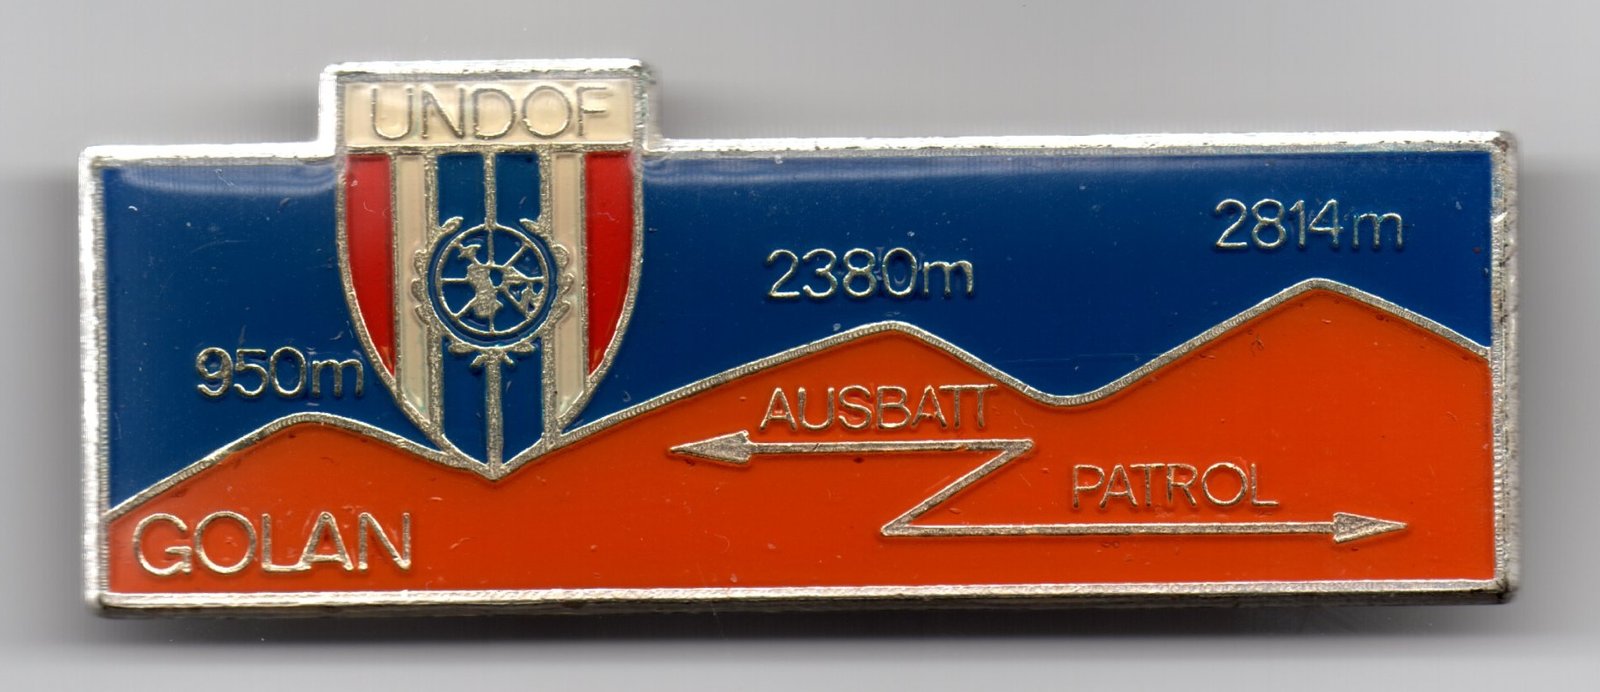 UNDOF
2814m
2380m
950m
AUSBATT
PATROL
GOLAN